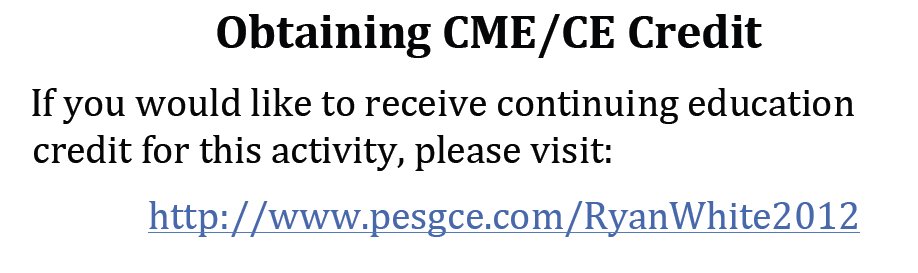 Obtaining CME/CE Credit
If you would like to receive continuing education
credit for this activity, please visit:
http://www.pesgce.com/RyanWhite2012